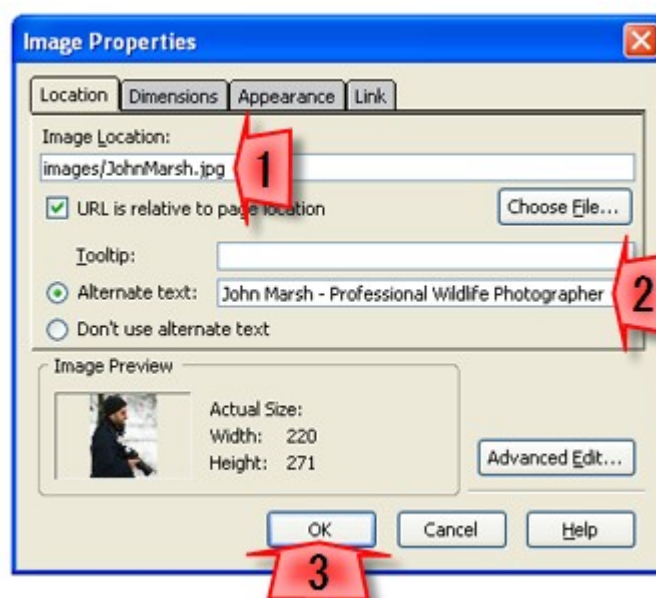 Image Properties
Location Dimensions Appearance Link
Image Location:
images/JohnMarsh.jpg
1
URL is relative to page location
Choose File...
Tooltip:
Alternate text: John Marsh - Professional Wildlife Photographer
2
Don't use alternate text
Image Preview
Actual Size:
Width: 220
Height: 271
Advanced Edit...
OK Cancel Help
3